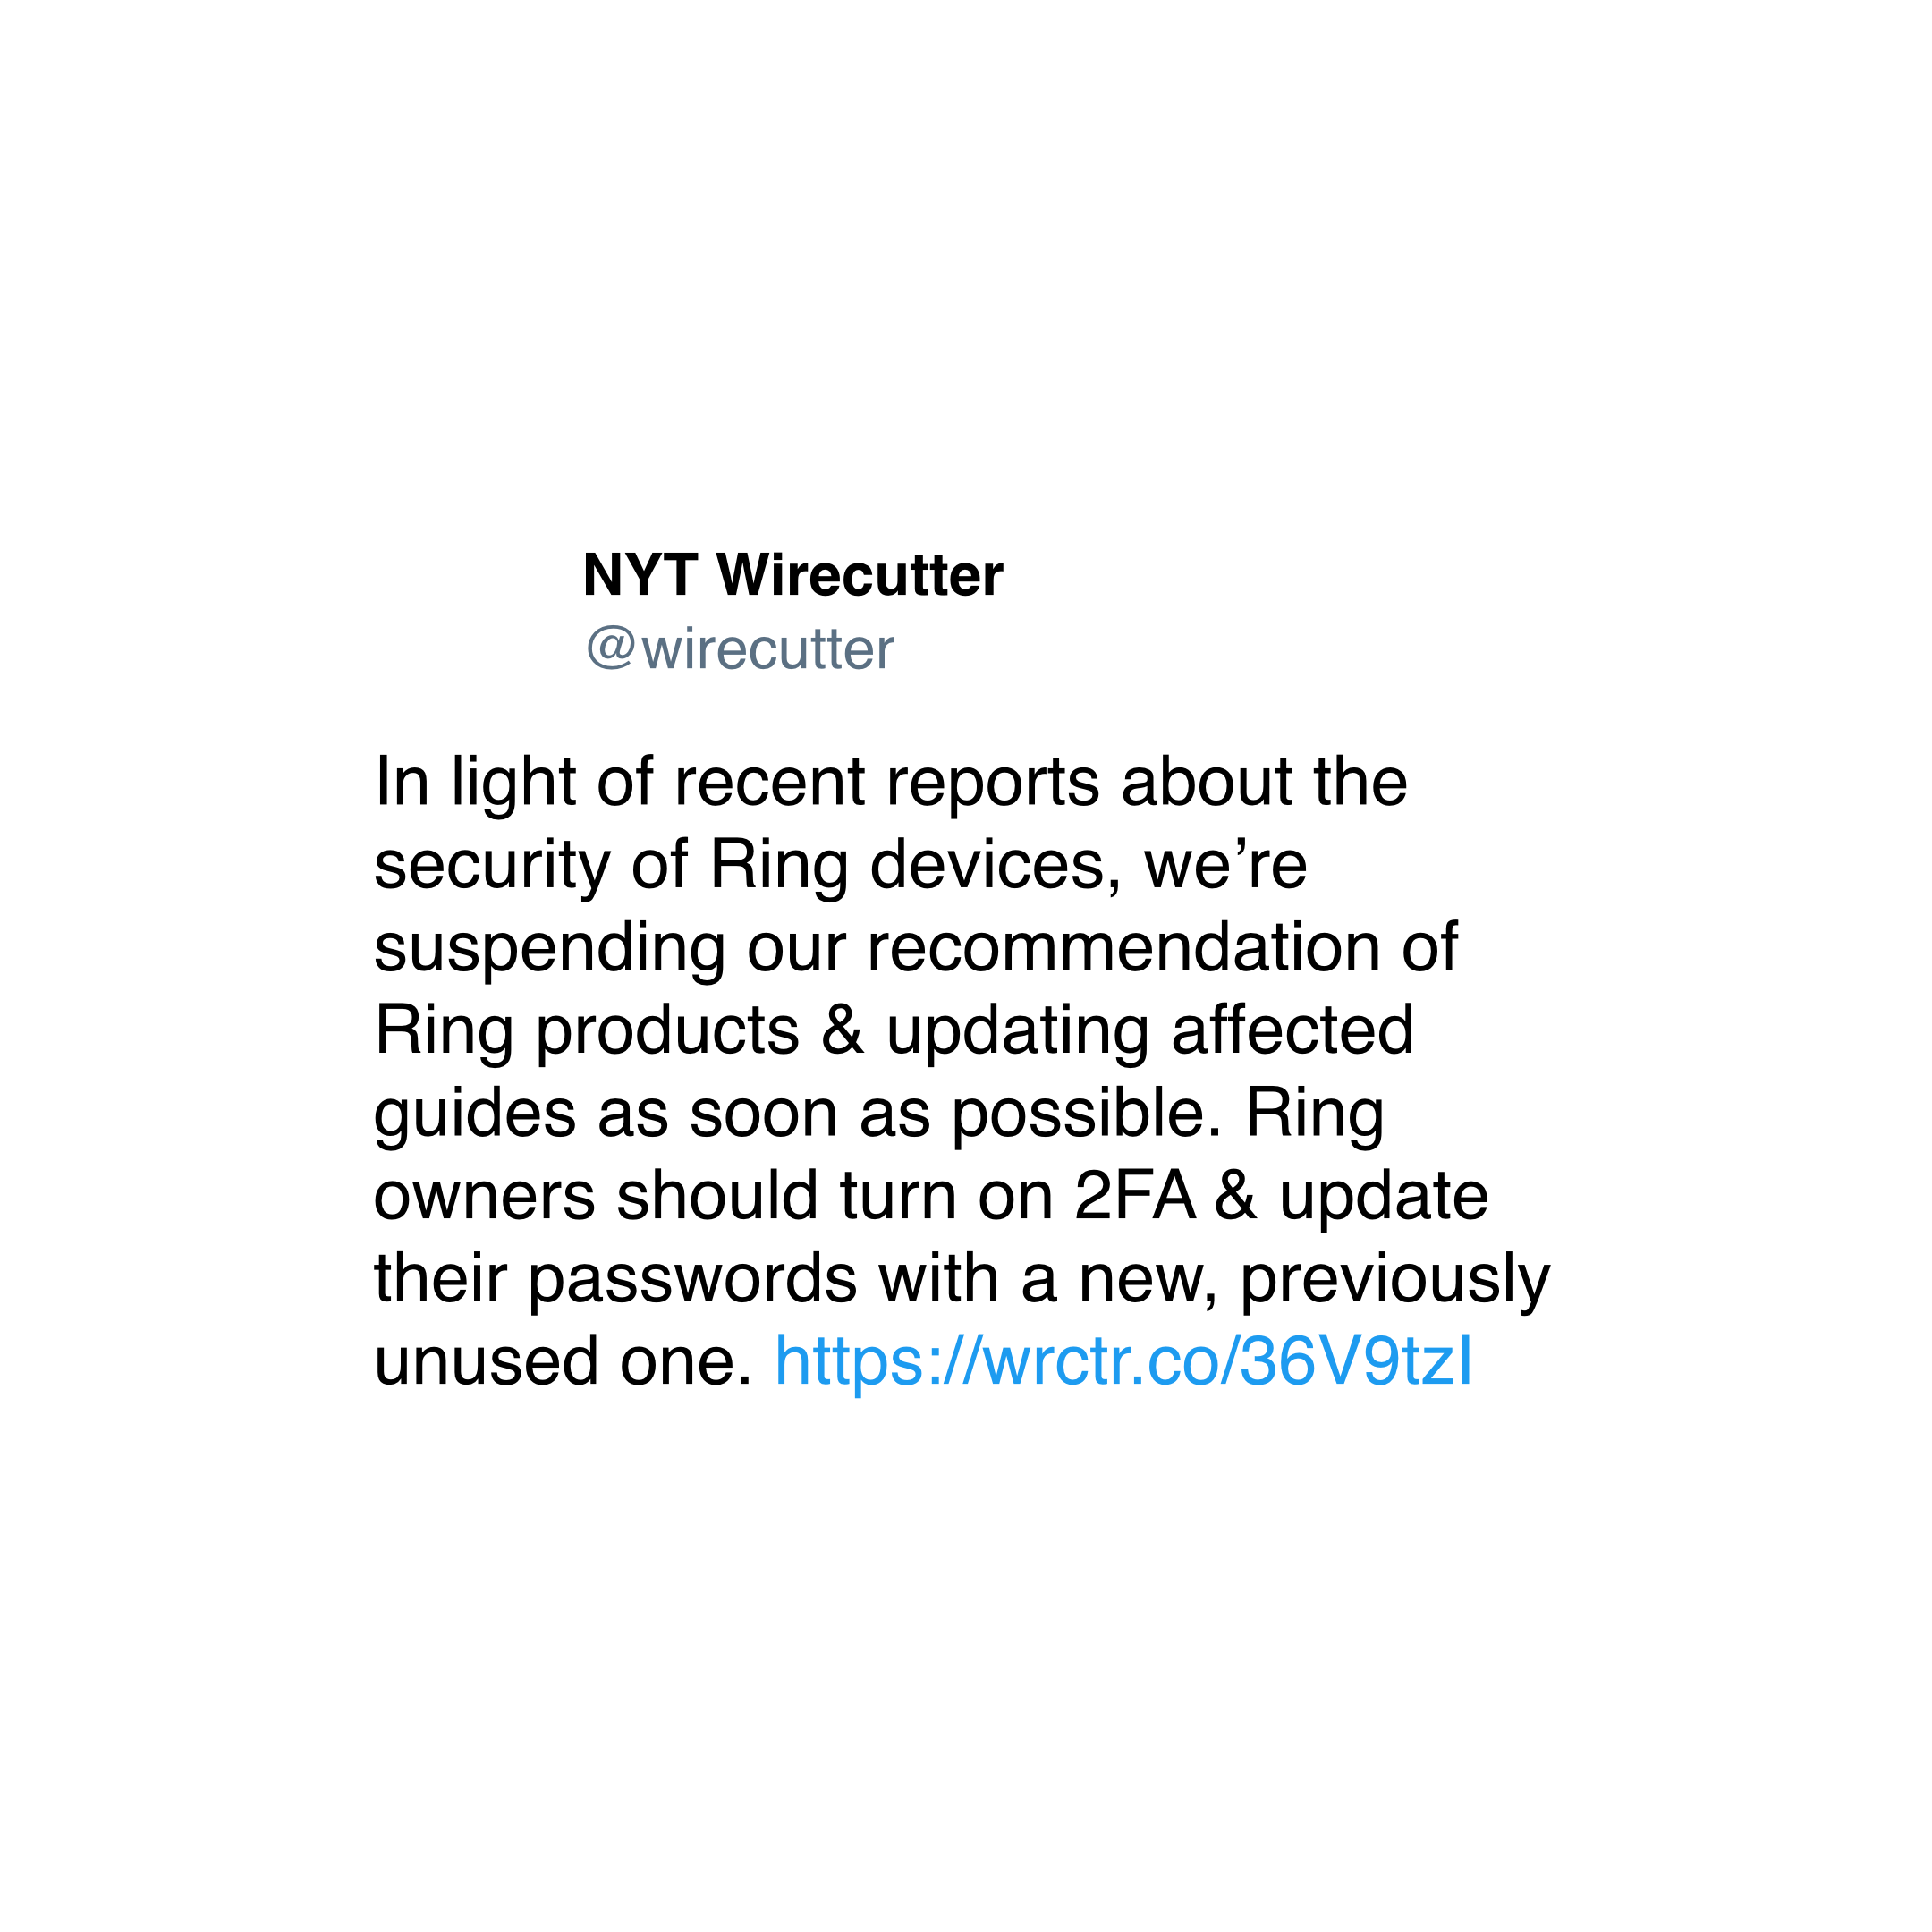 NYT Wirecutter
@wirecutter
In light of recent reports about the
security of Ring devices, we’re
suspending our recommendation of
Ring products & updating affected
guides as soon as possible. Ring
owners should turn on 2FA & update
their passwords with a new, previously
unused one. https://wrctr.co/36V9tzI